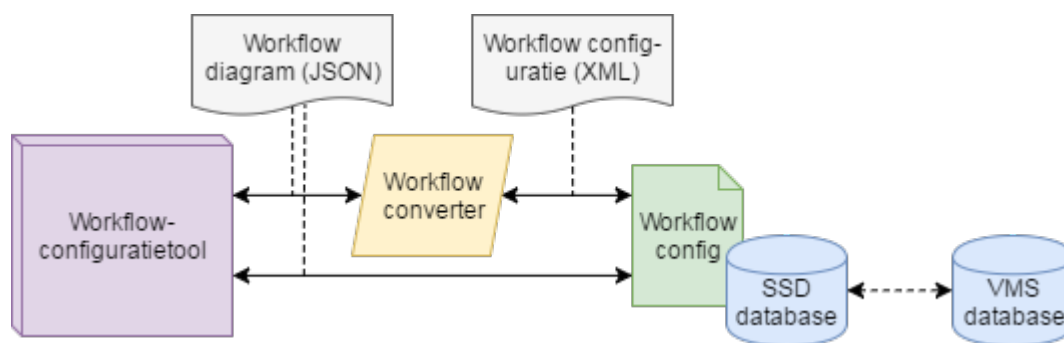 Workflow
diagram (JSON)
Workflow config-
uratie (XML)
Workflow-
configuratietool
Workflow
converter
Workflow
config
SSD
database
VMS
database